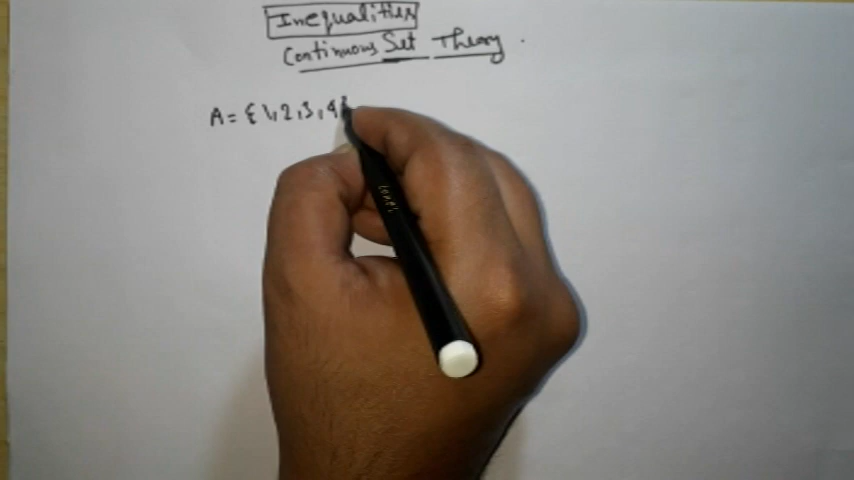 Inequalities
Continuous Set Theory .
A = { 1, 2, 3, 4